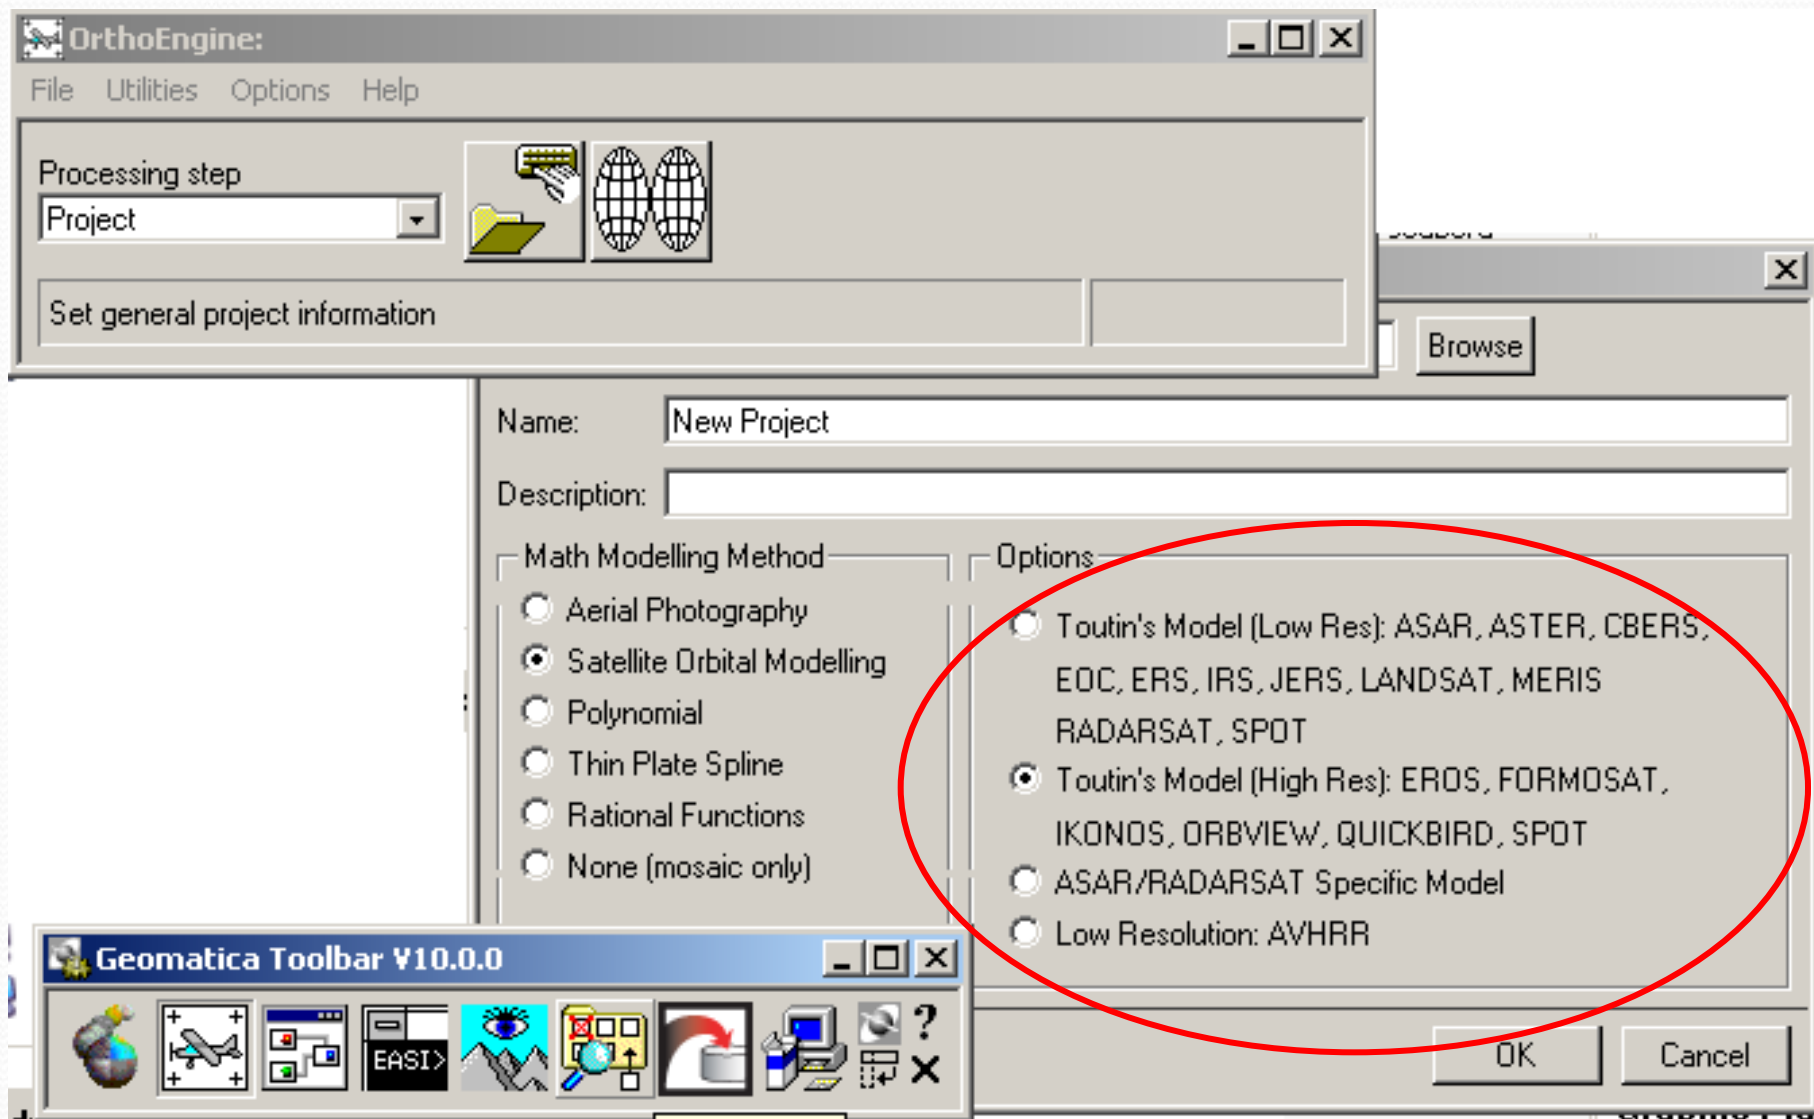 OrthoEngine:
File Utilities Options Help
Processing step
Project
Set general project information
Browse
Name: New Project
Description:
Math Modelling Method
Aerial Photography
Satellite Orbital Modelling
Polynomial
Thin Plate Spline
Rational Functions
None (mosaic only)
Options
Toutin's Model (Low Res): ASAR, ASTER, CBERS,
EOC, ERS, IRS, JERS, LANDSAT, MERIS
RADARSAT, SPOT
Toutin's Model (High Res): EROS, FORMOSAT,
IKONOS, ORBVIEW, QUICKBIRD, SPOT
ASAR/RADARSAT Specific Model
Low Resolution: AVHRR
OK Cancel
Geomatica Toolbar V10.0.0
EASI>
?